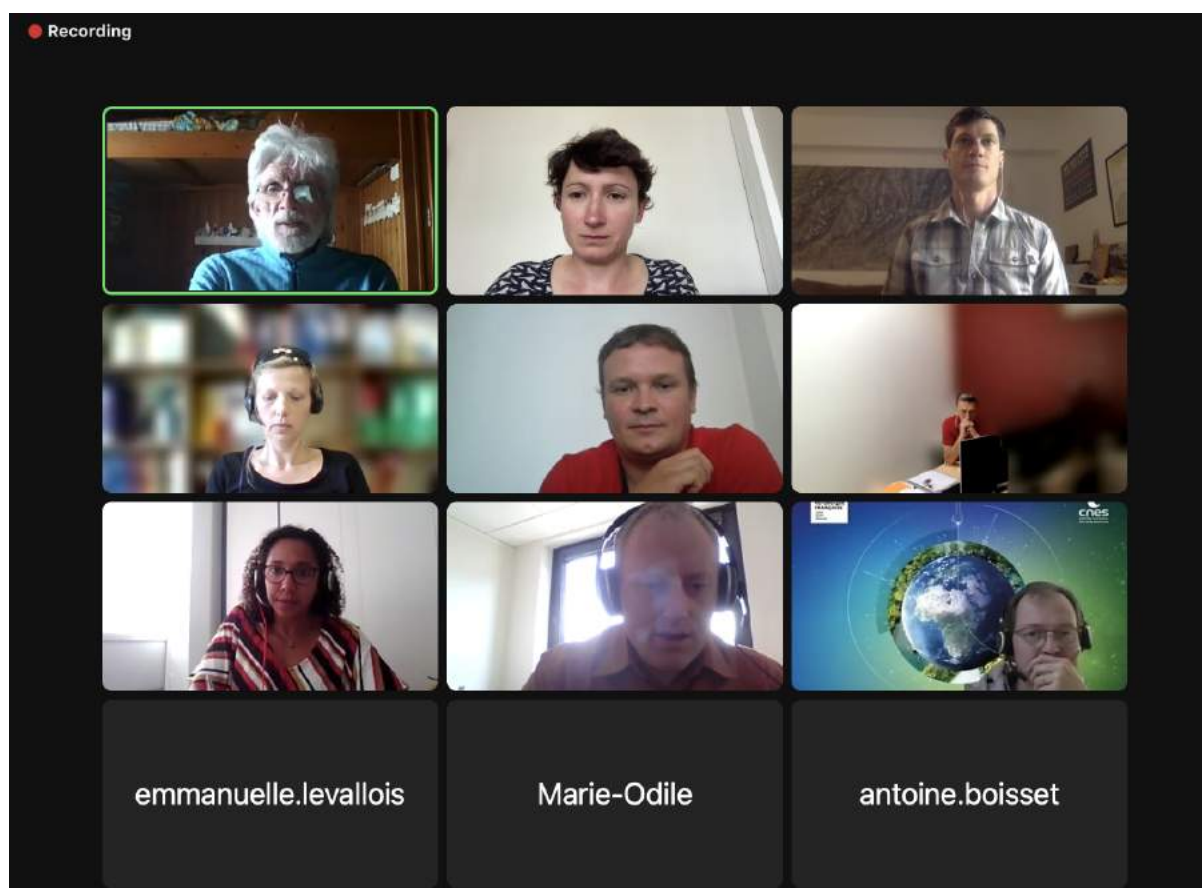 Recording
cnes
emmanuelle.levallois
Marie-Odile
antoine.boisset